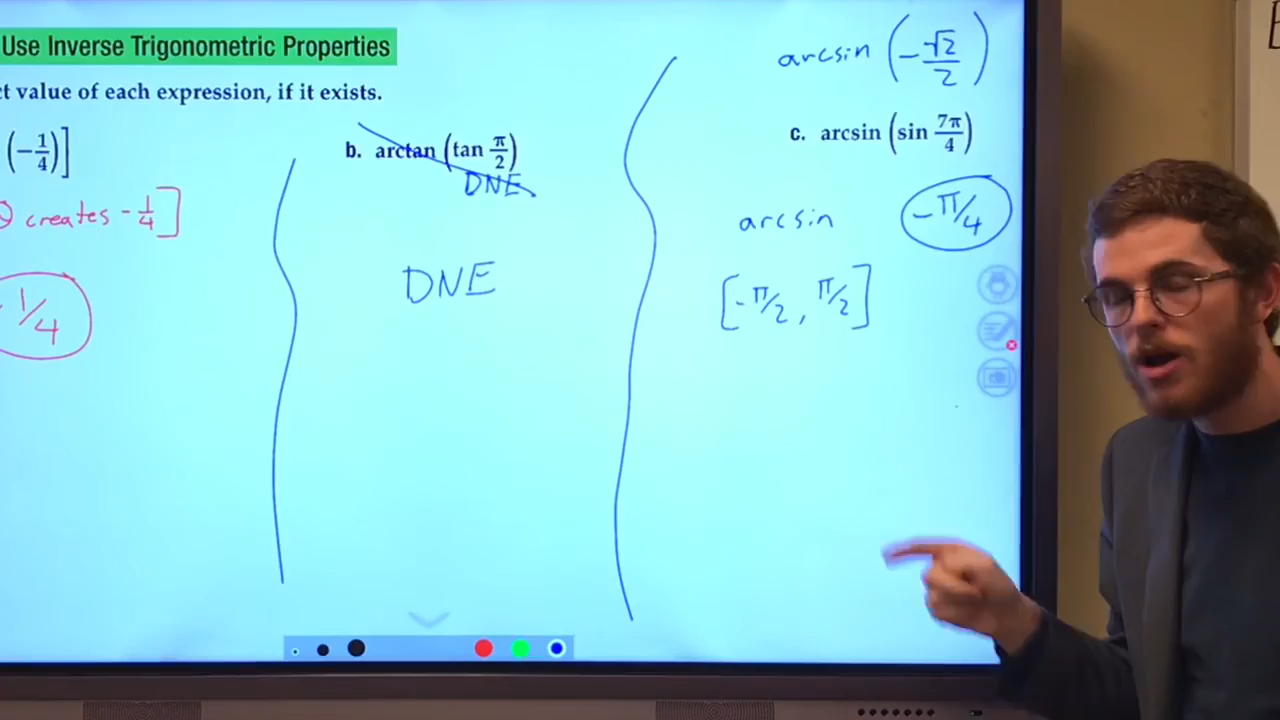 Use Inverse Trigonometric Properties
ct value of each expression, if it exists.
(-1/4)]
creates -1/4]
1/4
b. arctan (tan π/2)
DNE
DNE
arcsin (-√2/2)
c. arcsin (sin 7π/4)
-π/4
arcsin
[-π/2, π/2]